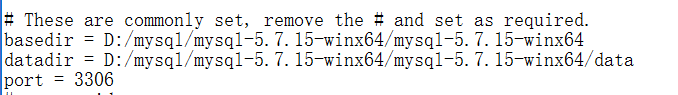 # These are commonly set, remove the # and set as required.
basedir = D:/mysql/mysql-5.7.15-winx64/mysql-5.7.15-winx64
datadir = D:/mysql/mysql-5.7.15-winx64/mysql-5.7.15-winx64/data
port = 3306